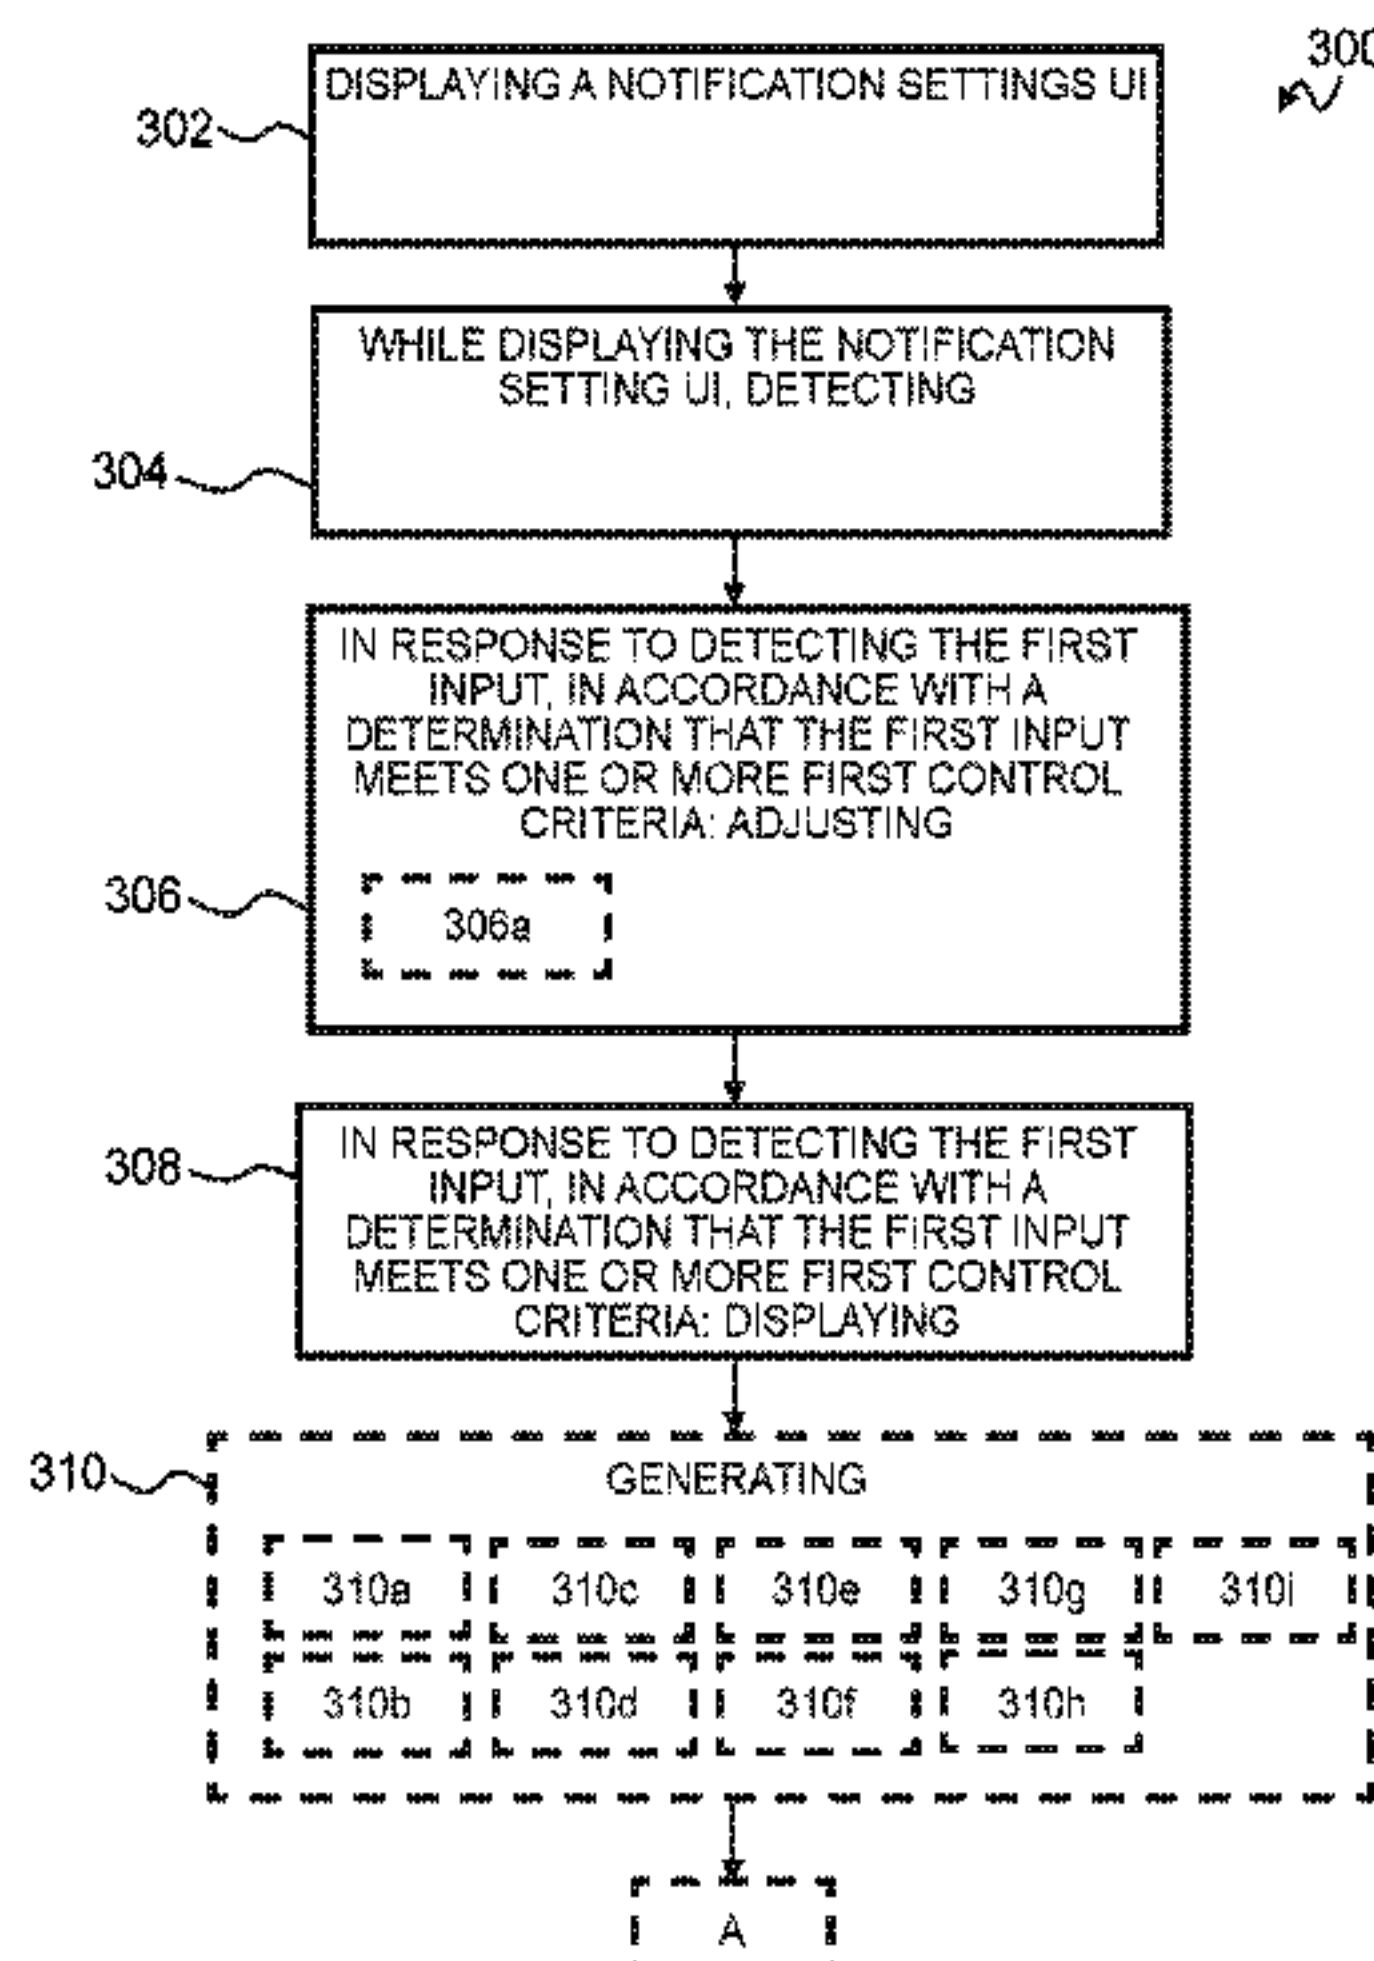 300
DISPLAYING A NOTIFICATION SETTINGS UI
302
WHILE DISPLAYING THE NOTIFICATION
SETTING UI, DETECTING
304
IN RESPONSE TO DETECTING THE FIRST
INPUT, IN ACCORDANCE WITH A
DETERMINATION THAT THE FIRST INPUT
MEETS ONE OR MORE FIRST CONTROL
CRITERIA: ADJUSTING
306
306a
IN RESPONSE TO DETECTING THE FIRST
308
INPUT, IN ACCORDANCE WITH A
DETERMINATION THAT THE FIRST INPUT
MEETS ONE OR MORE FIRST CONTROL
CRITERIA: DISPLAYING
310
GENERATING
310a 310c 310e 310g 310i
310b 310d 310f 310h
A